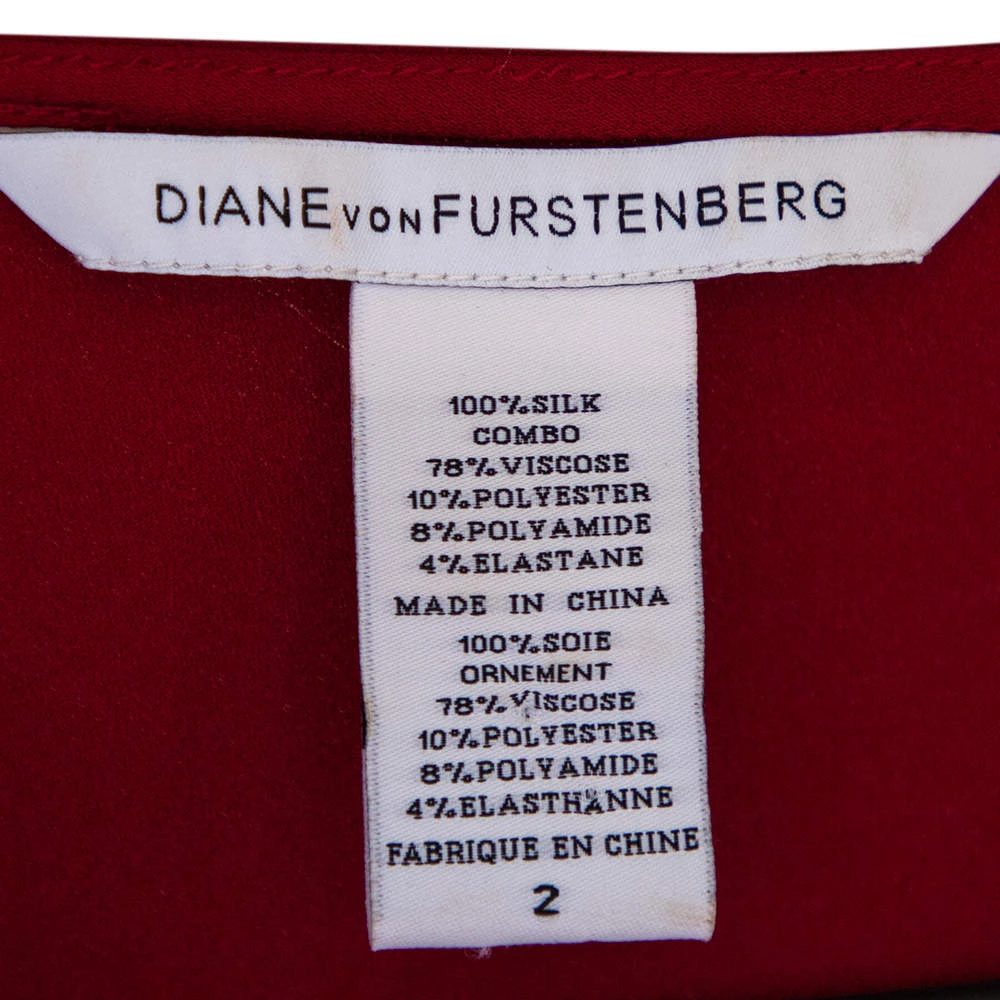 DIANE VON FURSTENBERG
100% SILK
COMBO
78% VISCOSE
10% POLYESTER
8% POLYAMIDE
4% ELASTANE
MADE IN CHINA
100% SOIE
ORNEMENT
78% VISCOSE
10% POLYESTER
8% POLYAMIDE
4% ELASTHANNE
FABRIQUE EN CHINE
2